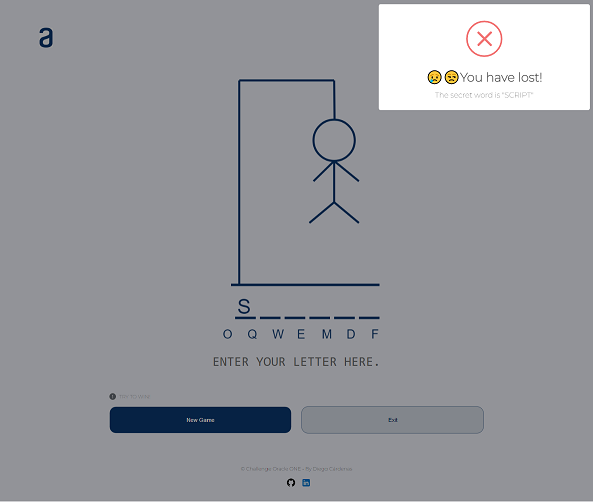 a
😥😒You have lost!
The secret word is "SCRIPT"
S
O Q W E M D F
ENTER YOUR LETTER HERE.
New Game
Exit
© Challenge Oracle ONE - By Diego Cardenas